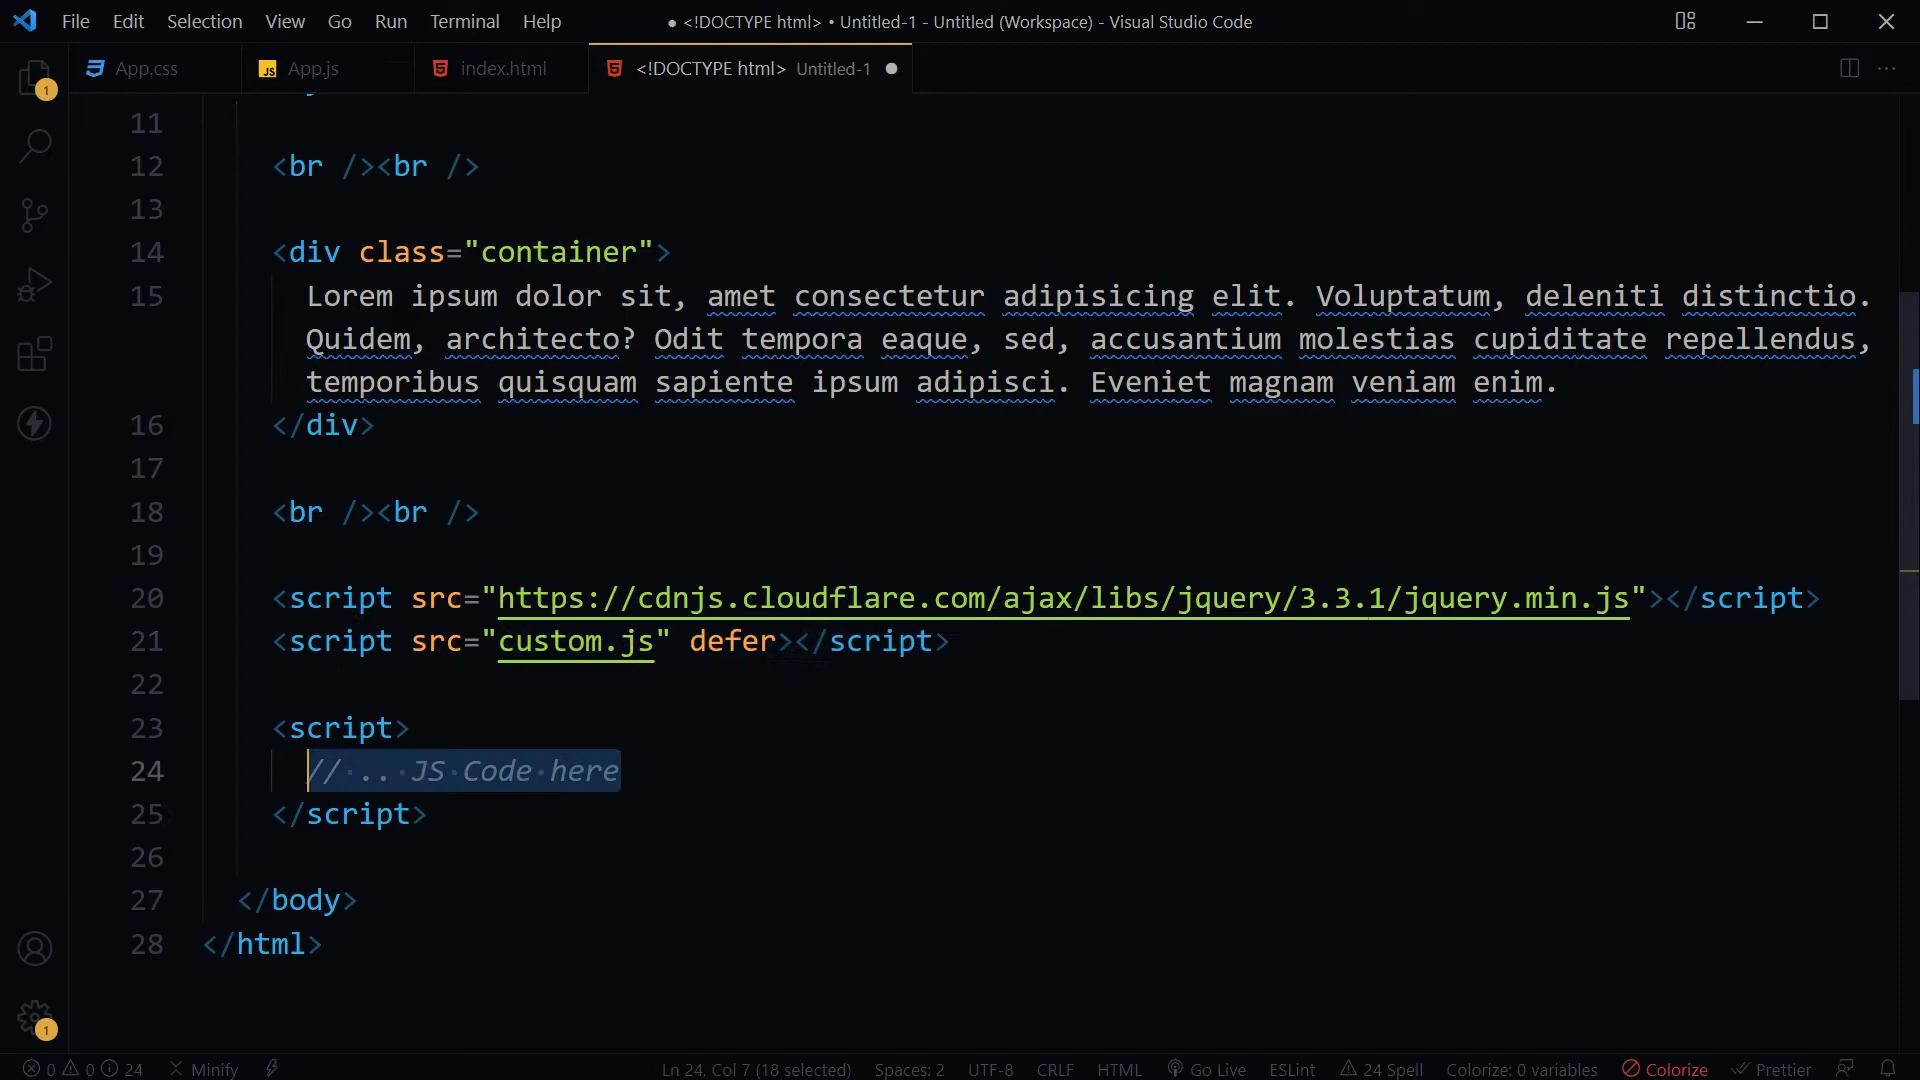 File Edit Selection View Go Run Terminal Help
● <!DOCTYPE html> • Untitled-1 - Untitled (Workspace) - Visual Studio Code
App.css
App.js
index.html
<!DOCTYPE html> Untitled-1 ●
1
11
12 <br /><br />
13
14 <div class="container">
15 Lorem ipsum dolor sit, amet consectetur adipisicing elit. Voluptatum, deleniti distinctio.
Quidem, architecto? Odit tempora eaque, sed, accusantium molestias cupiditate repellendus,
temporibus quisquam sapiente ipsum adipisci. Eveniet magnam veniam enim.
16 </div>
17
18 <br /><br />
19
20 <script src="https://cdnjs.cloudflare.com/ajax/libs/jquery/3.3.1/jquery.min.js"></script>
21 <script src="custom.js" defer></script>
22
23 <script>
24 // .. JS Code here
25 </script>
26
27 </body>
28 </html>
1
0 0 24 Minify Ln 24, Col 7 (18 selected) Spaces: 2 UTF-8 CRLF HTML Go Live ESLint 24 Spell Colorize: 0 variables Colorize Prettier